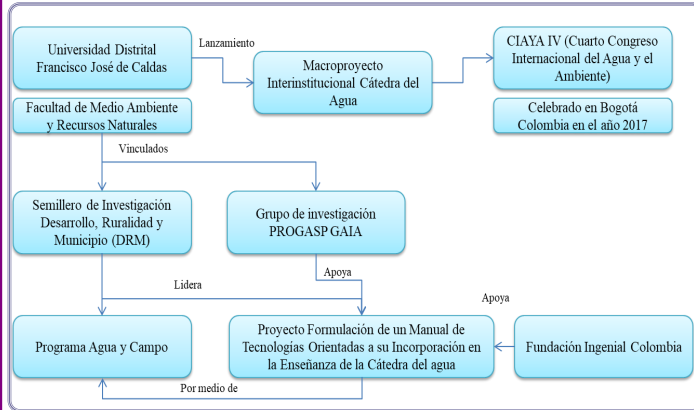 Universidad Distrital
Francisco José de Caldas
Lanzamiento
Macroproyecto
Interinstitucional Cátedra del
Agua
CIAYA IV (Cuarto Congreso
Internacional del Agua y el
Ambiente)
Facultad de Medio Ambiente
y Recursos Naturales
Celebrado en Bogotá
Colombia en el año 2017
Vinculados
Semillero de Investigación
Desarrollo, Ruralidad y
Municipio (DRM)
Grupo de investigación
PROGASP GAIA
Apoya
Lidera
Apoya
Programa Agua y Campo
Proyecto Formulación de un Manual de
Tecnologías Orientadas a su Incorporación en
la Enseñanza de la Cátedra del agua
Fundación Ingenial Colombia
Por medio de